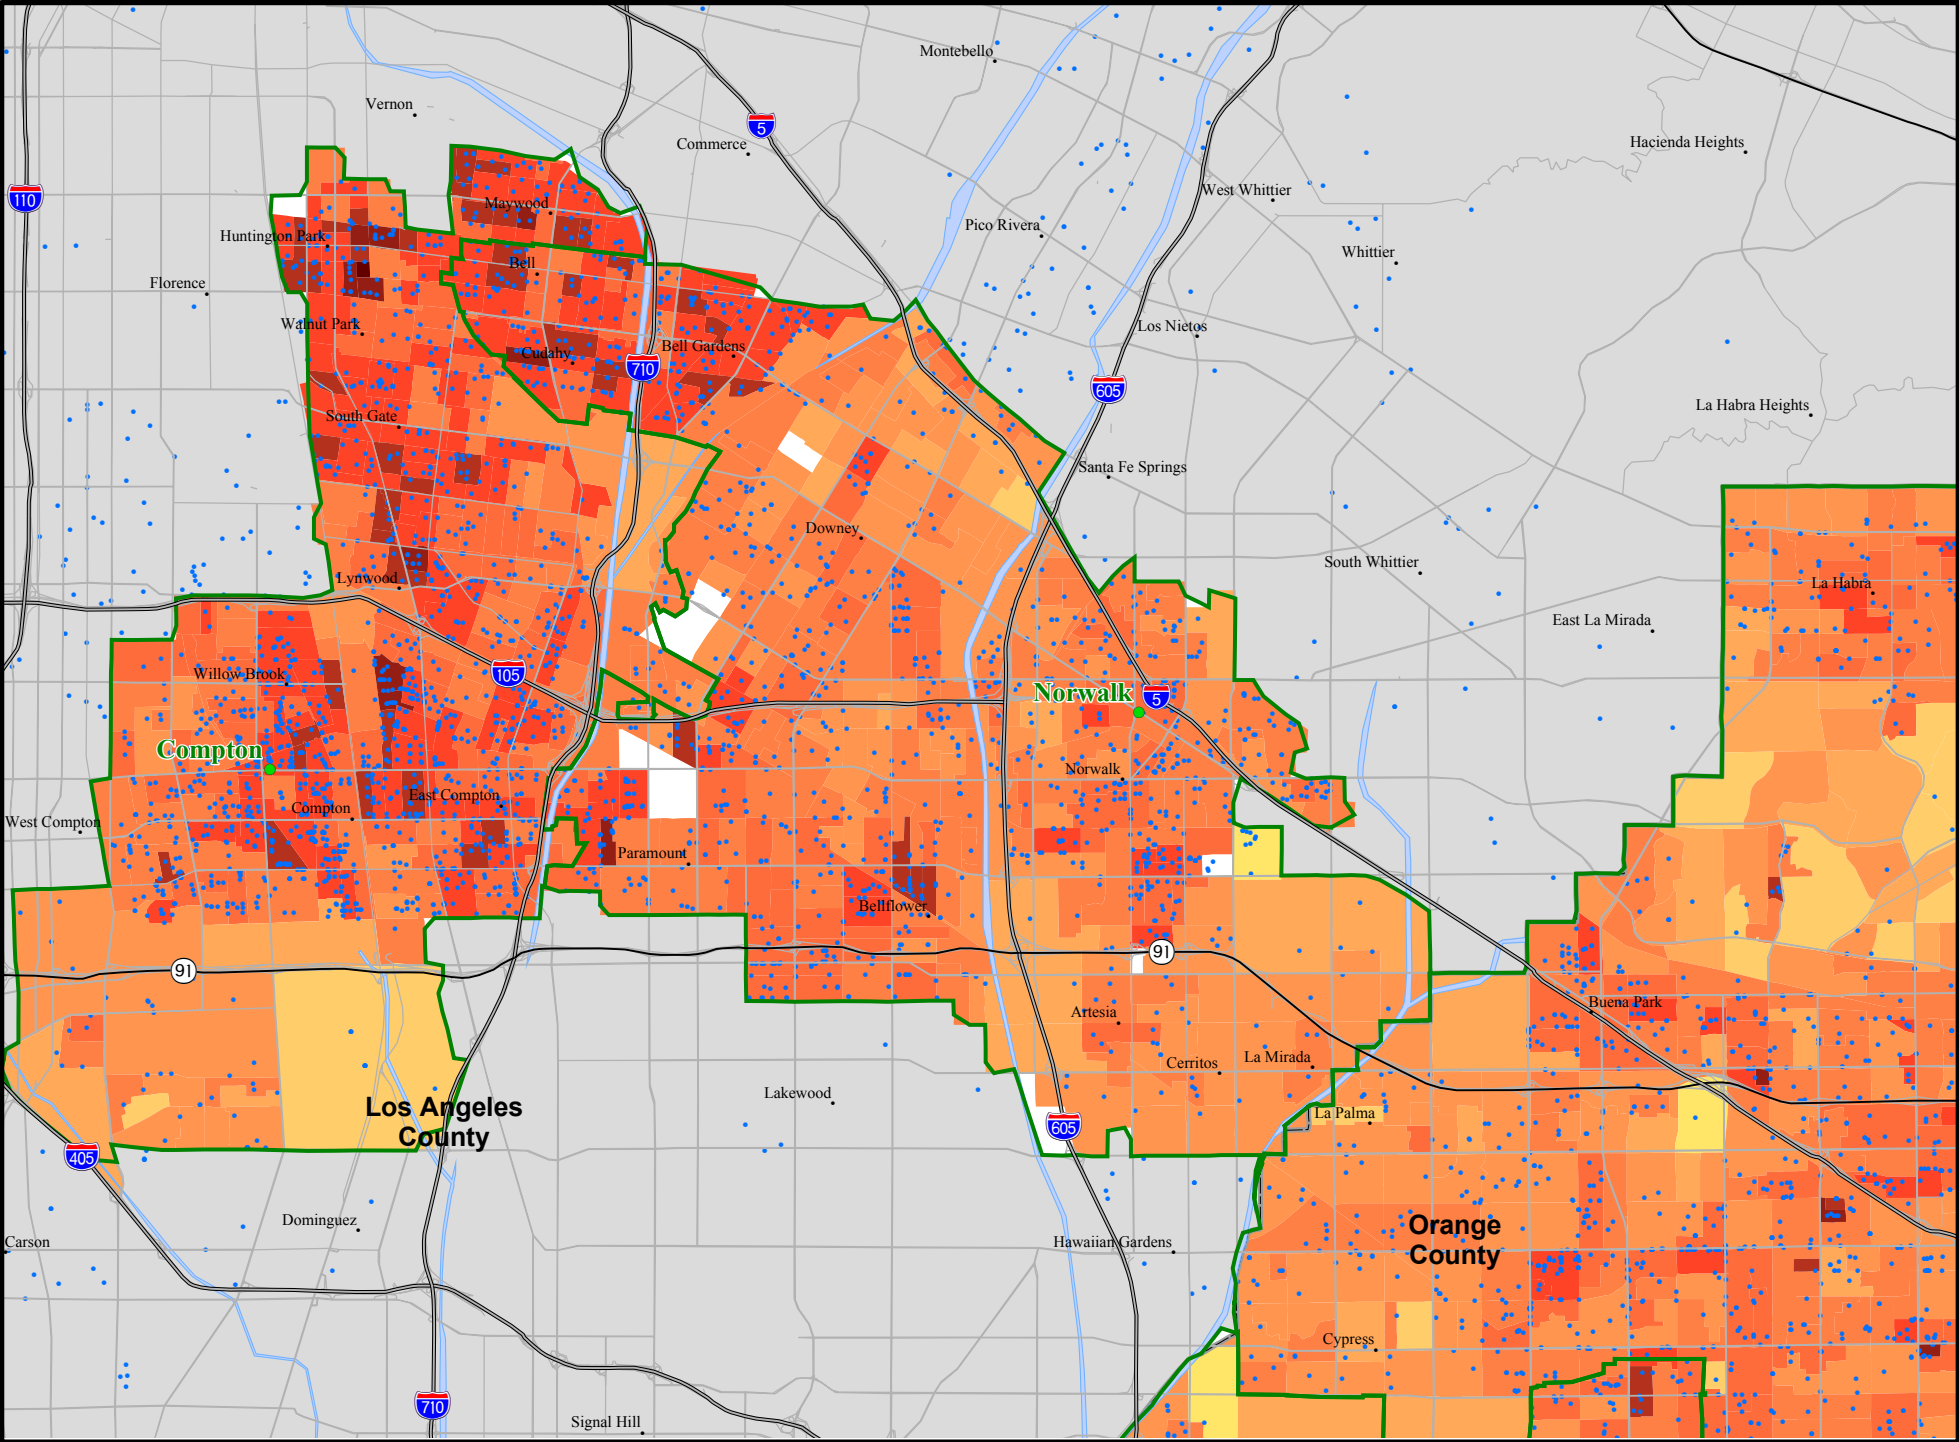 Montebello
Vernon
5
Commerce
Hacienda Heights
110
West Whittier
Maywood
Pico Rivera
Huntington Park
Whittier
Bell
Florence
Walnut Park
Los Nietos
Cudahy
Bell Gardens
710
605
La Habra Heights
South Gate
Santa Fe Springs
Downey
South Whittier
Lynwood
La Habra
East La Mirada
Willow Brook
105
Norwalk
5
Compton
Norwalk
East Compton
Compton
West Compton
Paramount
Bellflower
91
91
Buena Park
Artesia
Cerritos
La Mirada
Lakewood
Los Angeles
County
La Palma
605
405
Dominguez
Orange
County
Carson
Hawaiian Gardens
Cypress
710
Signal Hill